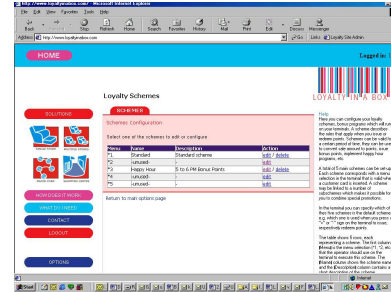 http://www.loyaltyinabox.com/ - Microsoft Internet Explorer
File Edit View Favorites Tools Help
Back Stop Refresh Home Search Favorites History Mail Print Edit Discuss Messenger
Address http://www.loyaltyinabox.com Go Links Loyalty Site Admin
HOME
Logged in:
LOYALTY IN A BOX
Loyalty Schemes
SOLUTIONS
SCHEMES
Schemes Configuration
Select one of the schemes to edit or configure
Menu Name Description Action
*1 Standard Standard scheme edit / delete
*2 -unused- - edit
*3 Happy Hour 5 to 6 PM Bonus Points edit / delete
*4 -unused- - edit
*5 -unused- - edit
Return to main options page
HOW DOES IT WORK
WHAT DO I NEED
CONTACT
LOGOUT
OPTIONS
Help
Here you can configure your loyalty
schemes, bonus programs which will run
on your terminals. A scheme describes
the rules that apply when you issue or
redeem points. Schemes can be valid for
a certain period of time, they can be used
to convert sale amount to points, issue
bonus points, implement happy hour
programs, etc.
A total of 5 main schemes can be set up.
Each scheme corresponds with a menu
selection in the terminal that is valid when
a customer card is inserted. A scheme
may be linked to a number of
subschemes which makes it possible for
you to combine special promotions.
In the terminal you can specify which of
these five schemes is the default scheme,
e.g. which one is used when you press
"+" or "-" sign on the terminal to issue,
respectively redeem points.
The table shows 5 rows, each
representing a scheme. The first column
(Menu) is the menu selection (*1, *2, etc.)
that the operator should use on the
terminal to execute this scheme. The
(Name) column shows the scheme name
and the (Description) column contains a
Internet
Start